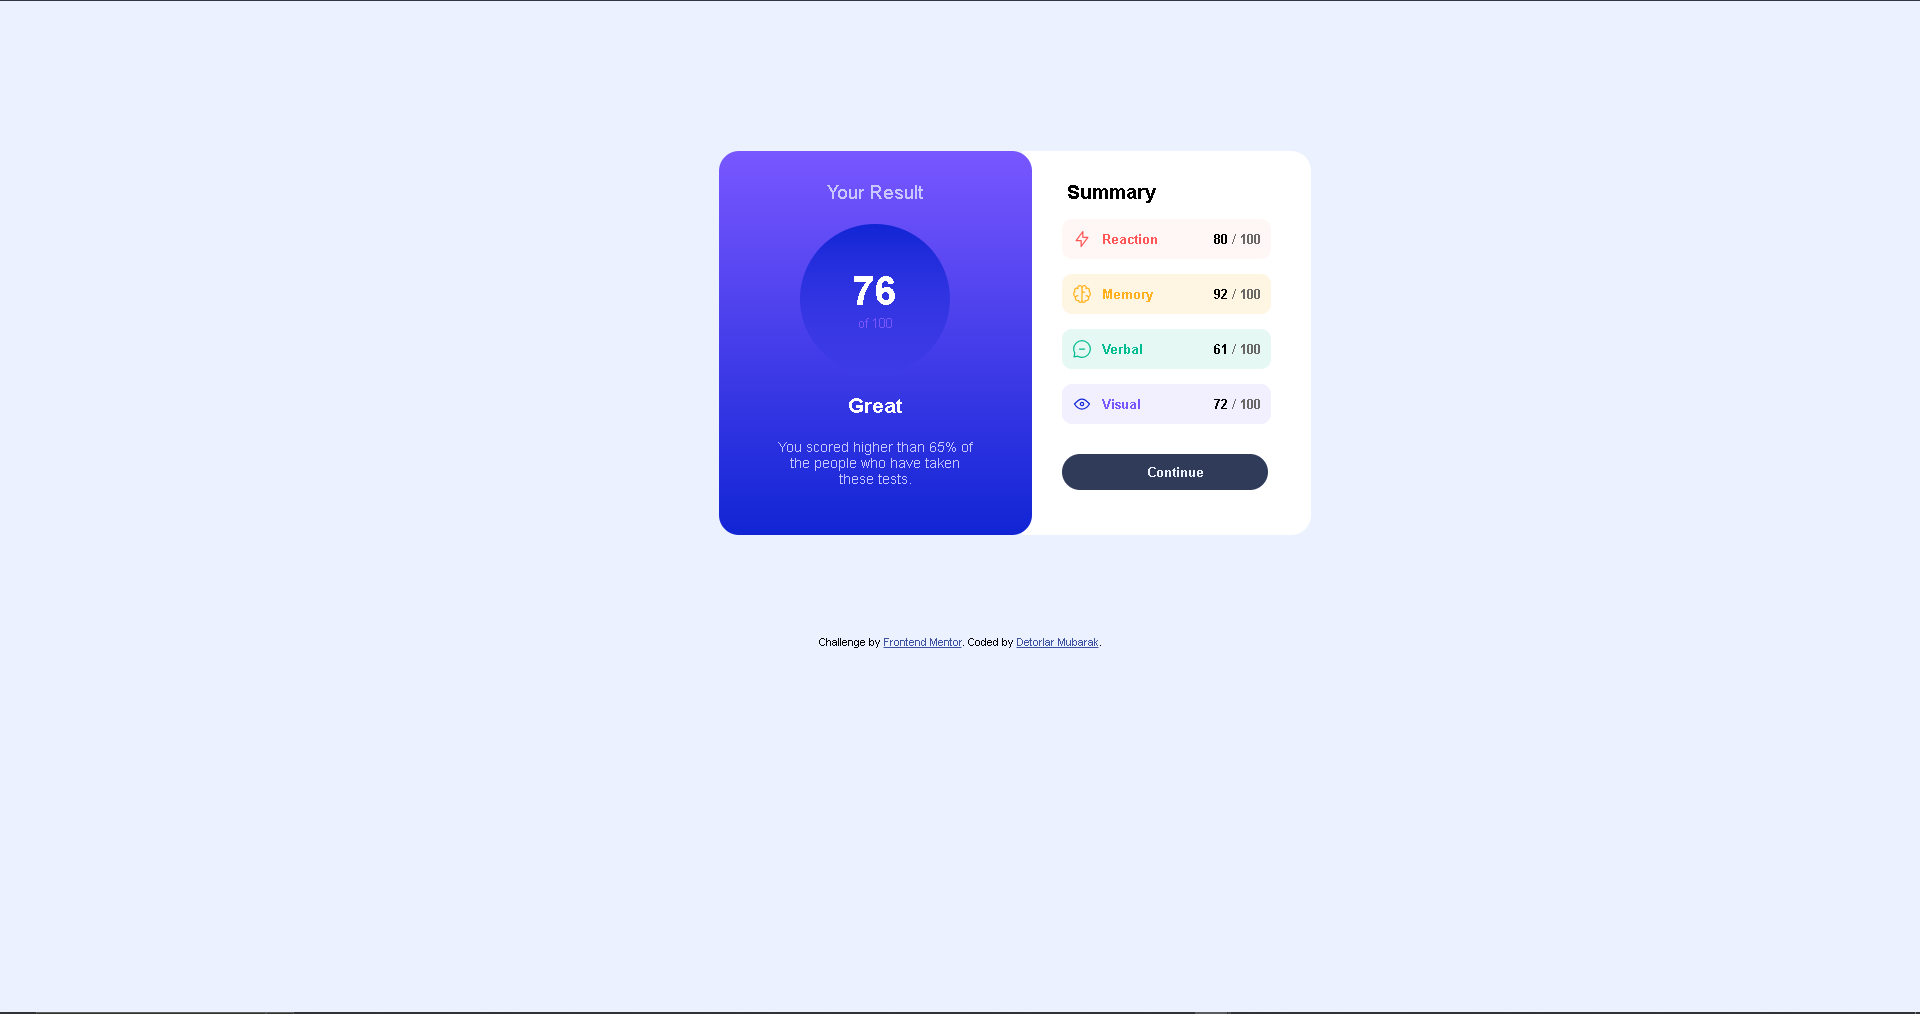 Your Result
76
of 100
Great
You scored higher than 65% of
the people who have taken
these tests.
Summary
Reaction 80 / 100
Memory 92 / 100
Verbal 61 / 100
Visual 72 / 100
Continue
Challenge by Frontend Mentor. Coded by Detorlar Mubarak.